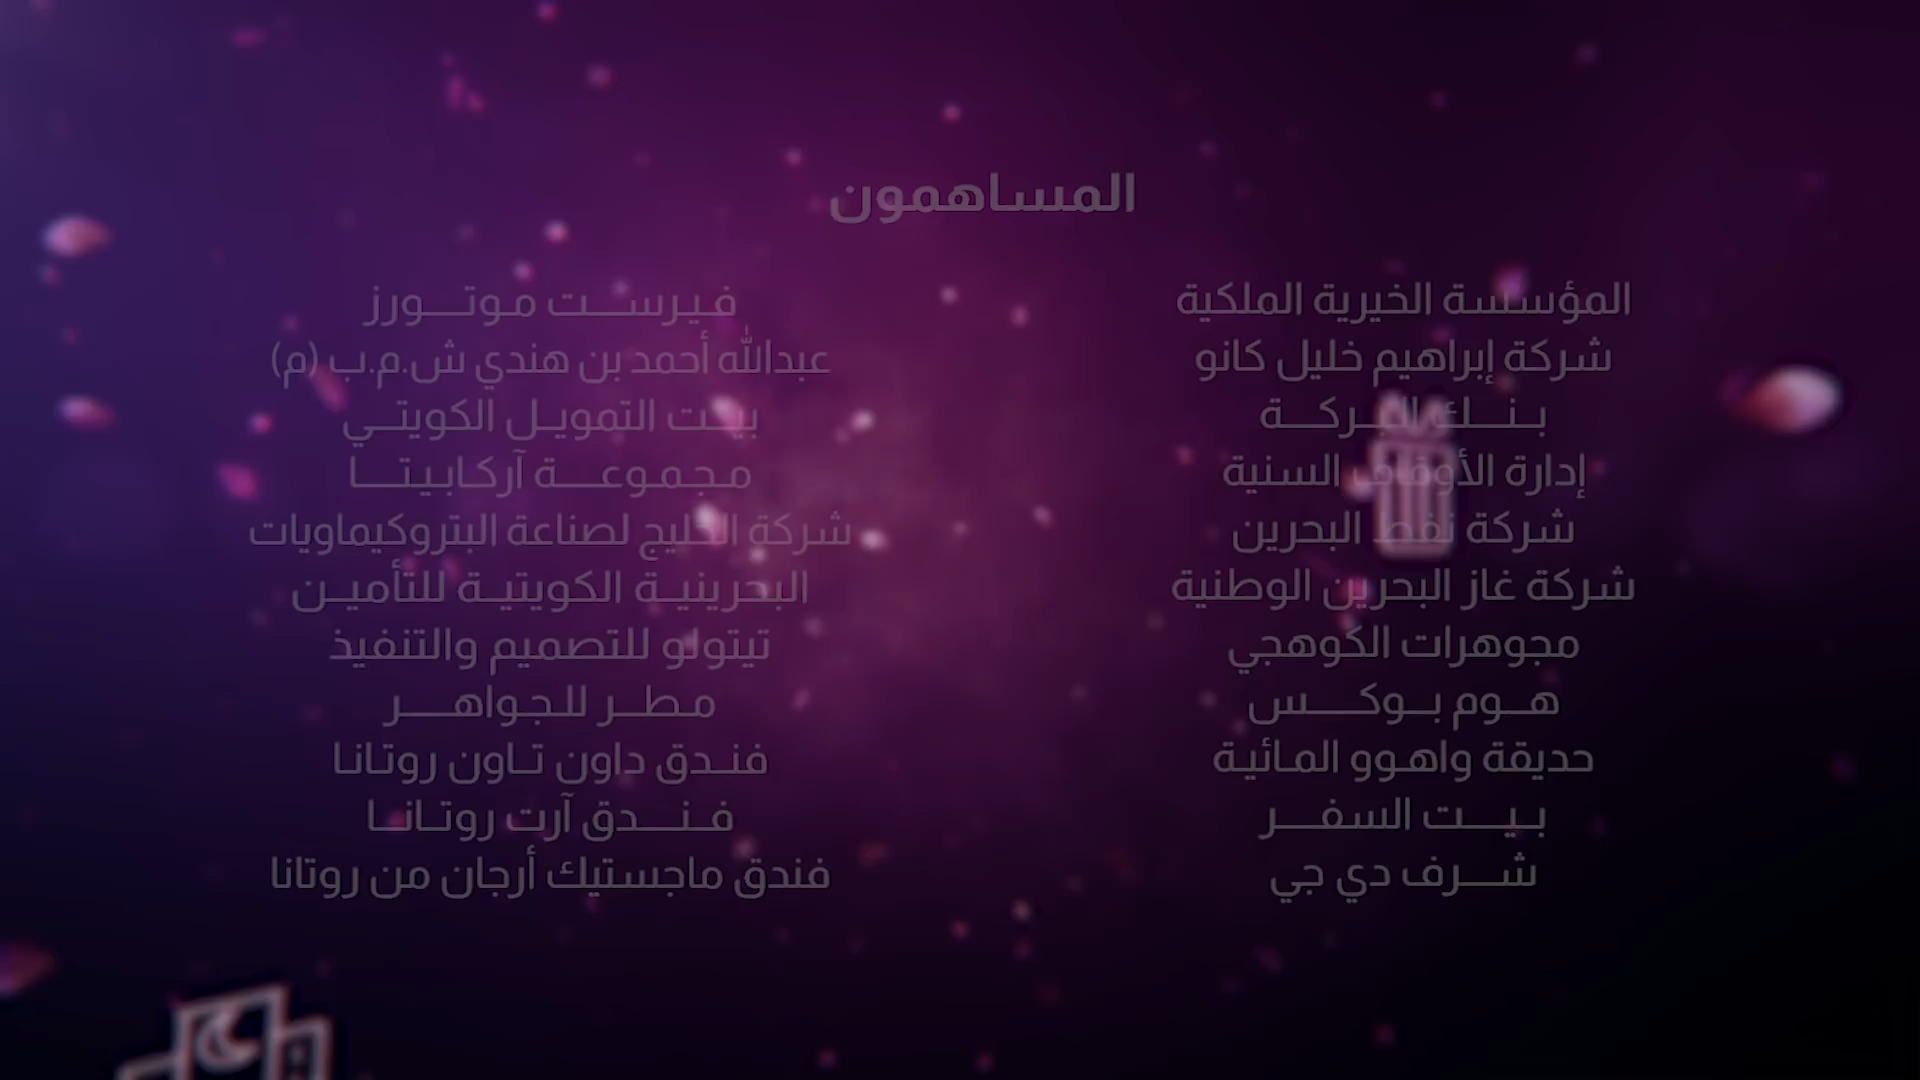 المساهمون
المؤسسة الخيرية الملكية
شركة إبراهيم خليل كانو
بنك البركة
إدارة الأوقاف السنية
شركة نفط البحرين
شركة غاز البحرين الوطنية
مجوهرات الكوهجي
هوم بوكس
حديقة واهوو المائية
بيت السفر
شرف دي جي
فيرست موتورز
عبدالله أحمد بن هندي ش.م.ب (م)
بيت التمويل الكويتي
مجموعة آركابيتا
شركة الخليج لصناعة البتروكيماويات
البحرينية الكويتية للتأمين
تيتولو للتصميم والتنفيذ
مطر للجواهر
فندق داون تاون روتانا
فندق آرت روتانا
فندق ماجستيك أرجان من روتانا